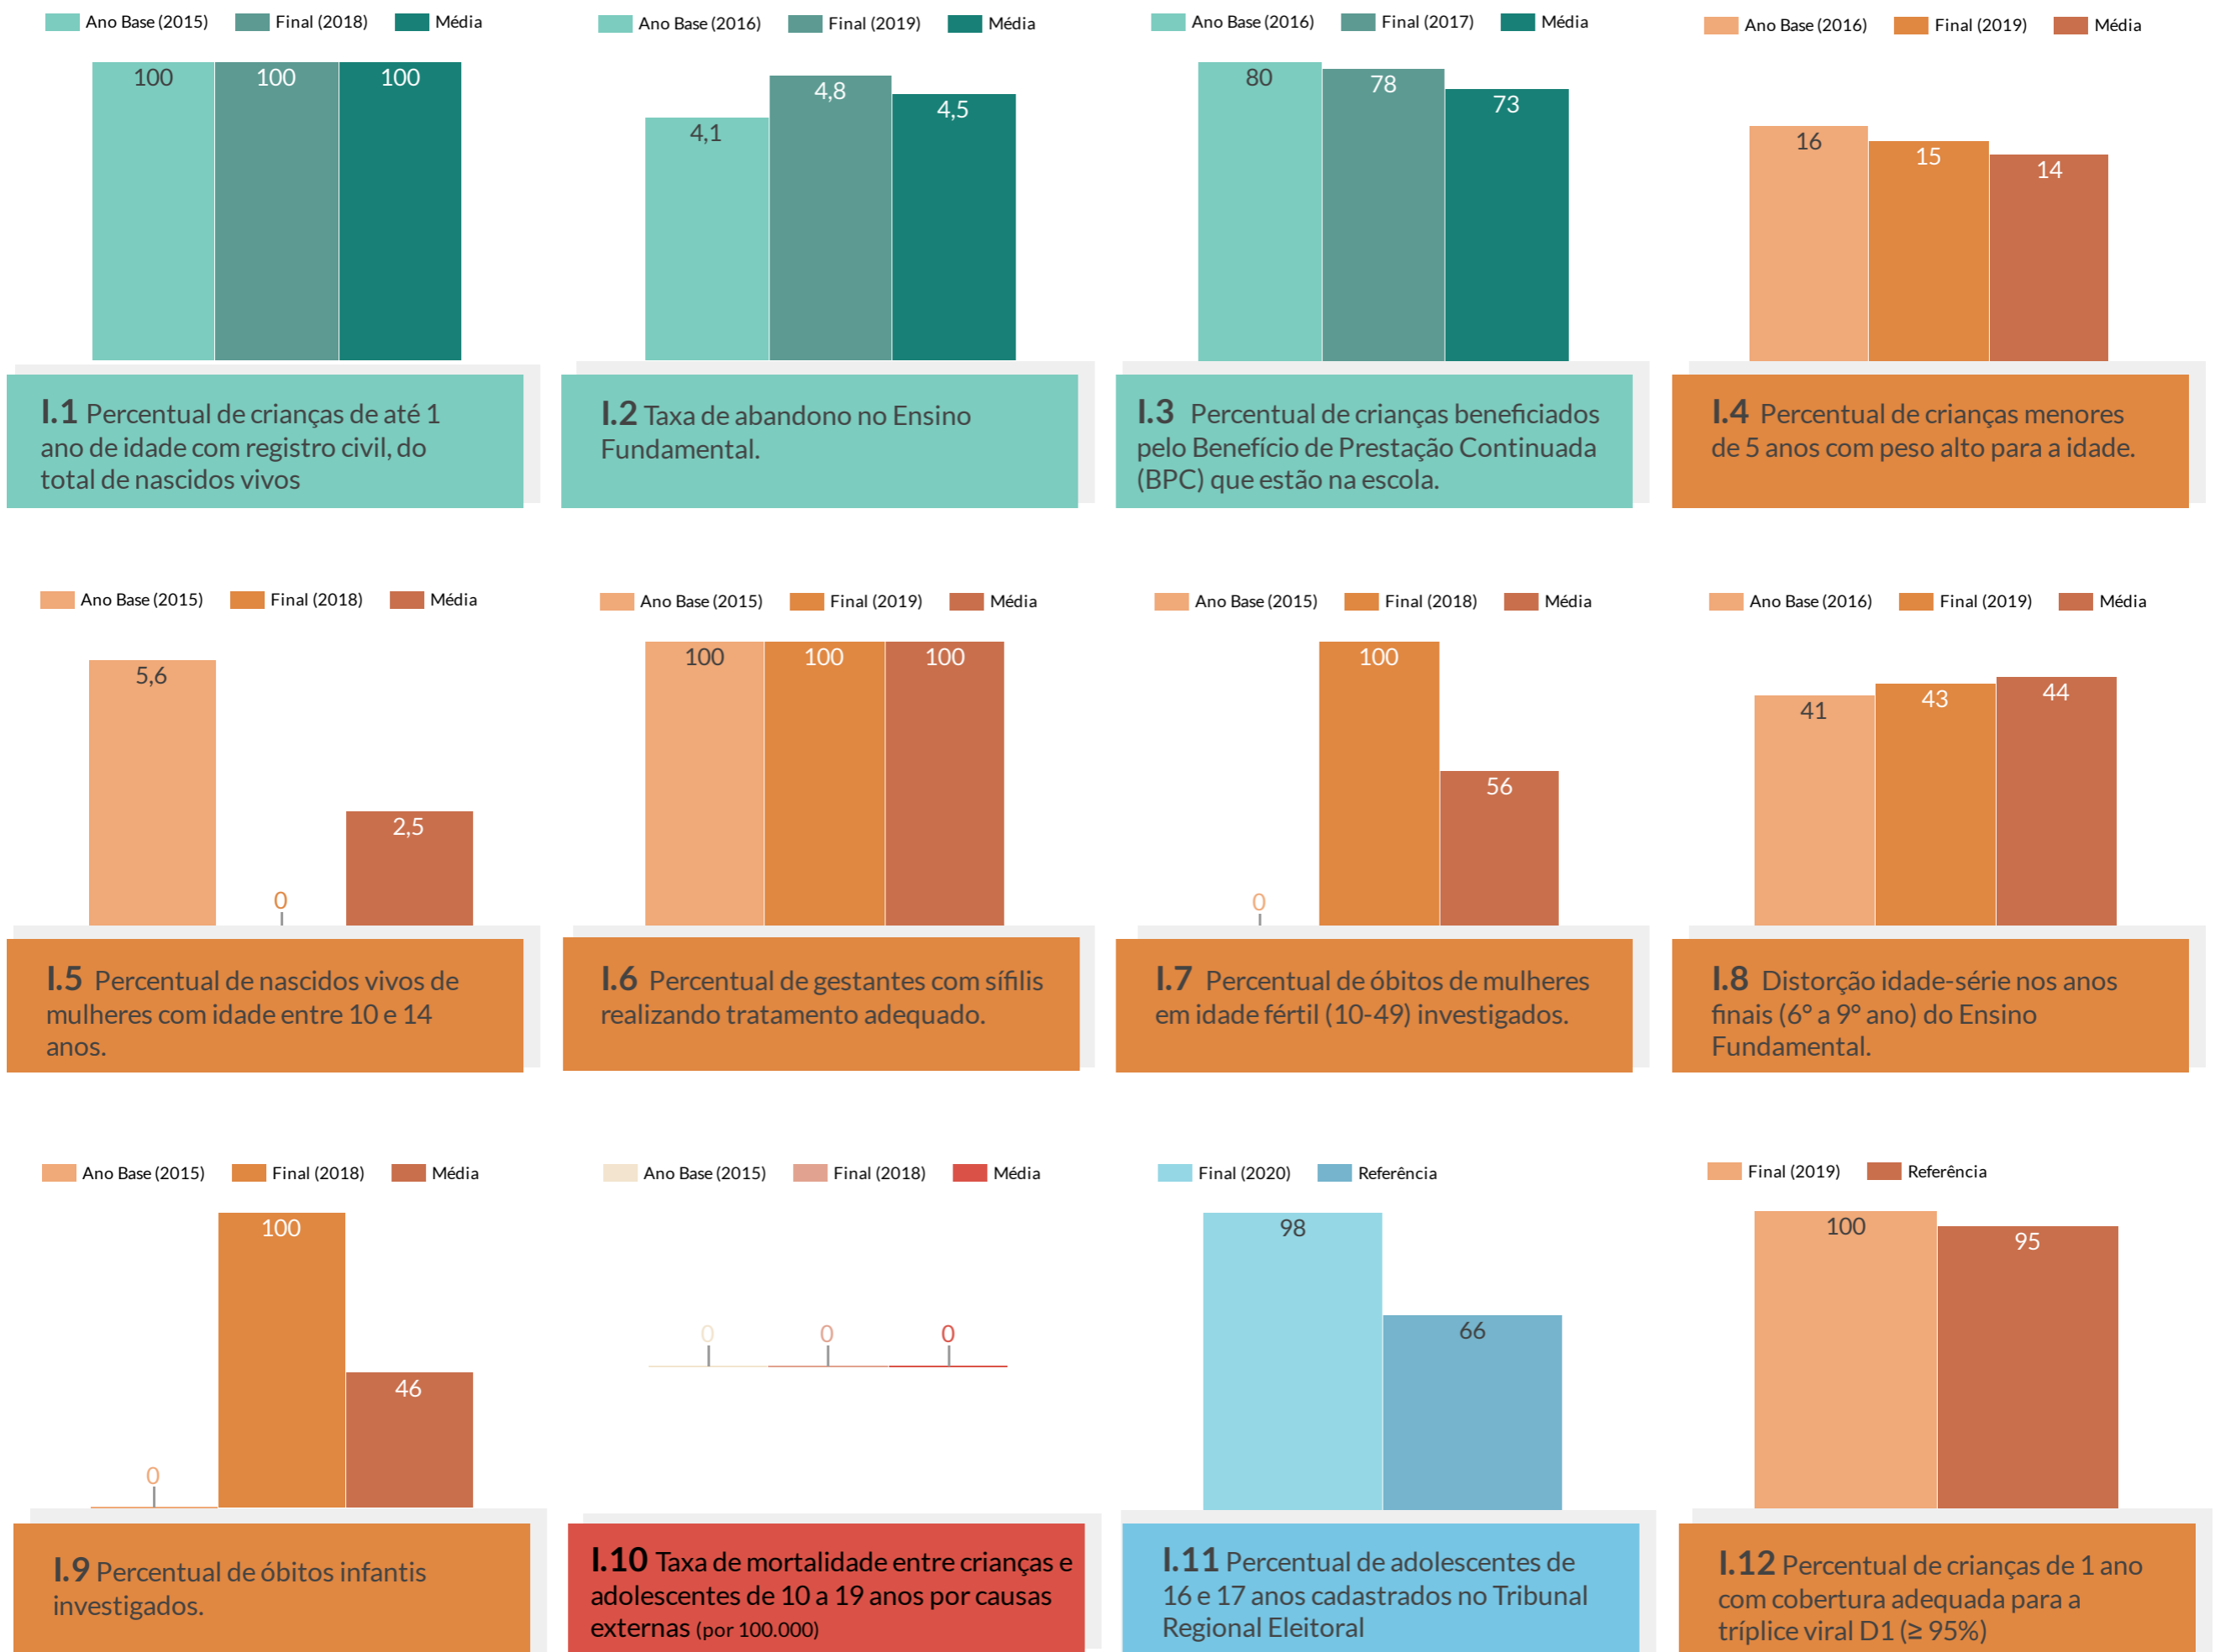 Ano Base (2015) Final (2018) Média
100 100 100
I.1 Percentual de crianças de até 1
ano de idade com registro civil, do
total de nascidos vivos
Ano Base (2016) Final (2019) Média
4,1 4,8 4,5
I.2 Taxa de abandono no Ensino
Fundamental.
Ano Base (2016) Final (2017) Média
80 78 73
I.3 Percentual de crianças beneficiados
pelo Benefício de Prestação Continuada
(BPC) que estão na escola.
Ano Base (2016) Final (2019) Média
16 15 14
I.4 Percentual de crianças menores
de 5 anos com peso alto para a idade.
Ano Base (2015) Final (2018) Média
5,6 0 2,5
I.5 Percentual de nascidos vivos de
mulheres com idade entre 10 e 14
anos.
Ano Base (2015) Final (2019) Média
100 100 100
I.6 Percentual de gestantes com sífilis
realizando tratamento adequado.
Ano Base (2015) Final (2018) Média
0 100 56
I.7 Percentual de óbitos de mulheres
em idade fértil (10-49) investigados.
Ano Base (2016) Final (2019) Média
41 43 44
I.8 Distorção idade-série nos anos
finais (6° a 9° ano) do Ensino
Fundamental.
Ano Base (2015) Final (2018) Média
0 100 46
I.9 Percentual de óbitos infantis
investigados.
Ano Base (2015) Final (2018) Média
0 0 0
I.10 Taxa de mortalidade entre crianças e
adolescentes de 10 a 19 anos por causas
externas (por 100.000)
Final (2020) Referência
98 66
I.11 Percentual de adolescentes de
16 e 17 anos cadastrados no Tribunal
Regional Eleitoral
Final (2019) Referência
100 95
I.12 Percentual de crianças de 1 ano
com cobertura adequada para a
tríplice viral D1 (≥ 95%)